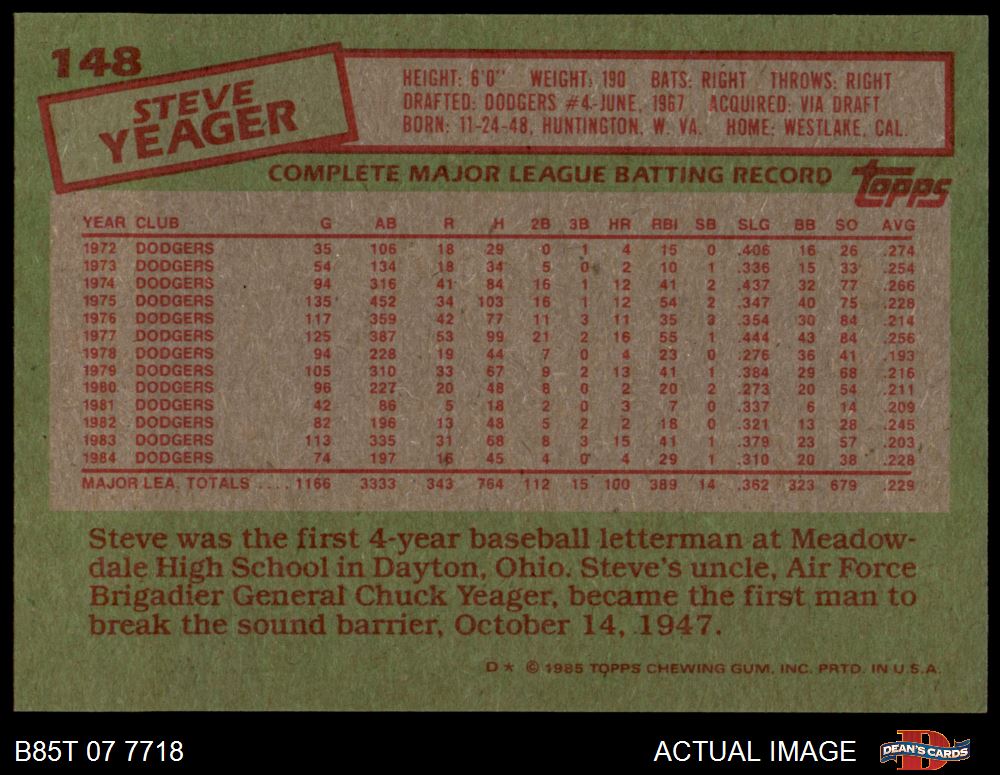 148
STEVE
YEAGER
HEIGHT: 6'0" WEIGHT: 190 BATS: RIGHT THROWS: RIGHT
DRAFTED: DODGERS #4-JUNE, 1967 ACQUIRED: VIA DRAFT
BORN: 11-24-48, HUNTINGTON, W. VA. HOME: WESTLAKE, CAL.
COMPLETE MAJOR LEAGUE BATTING RECORD topps
YEAR CLUB G AB R H 2B 3B HR RBI SB SLG BB SO AVG
1972 DODGERS 35 106 18 29 0 1 4 15 0 .406 16 26 .274
1973 DODGERS 54 134 18 34 5 0 2 10 1 .336 15 33 .254
1974 DODGERS 94 316 41 84 16 1 12 41 2 .437 32 77 .266
1975 DODGERS 135 452 34 103 16 1 12 54 2 .347 40 75 .228
1976 DODGERS 117 359 42 77 11 3 11 35 3 .354 30 84 .214
1977 DODGERS 125 387 53 99 21 2 16 55 1 .444 43 84 .256
1978 DODGERS 94 228 19 44 7 0 4 23 0 .276 36 41 .193
1979 DODGERS 105 310 33 67 9 2 13 41 1 .384 29 68 .216
1980 DODGERS 96 227 20 48 8 0 2 20 2 .273 20 54 .211
1981 DODGERS 42 86 5 18 2 0 3 7 0 .337 6 14 .209
1982 DODGERS 82 196 13 48 5 2 2 18 0 .321 13 28 .245
1983 DODGERS 113 335 31 68 8 3 15 41 1 .379 23 57 .203
1984 DODGERS 74 197 16 45 4 0 4 29 1 .310 20 38 .228
MAJOR LEA. TOTALS .... 1166 3333 343 764 112 15 100 389 14 .362 323 679 .229
Steve was the first 4-year baseball letterman at Meadow-
dale High School in Dayton, Ohio. Steve's uncle, Air Force
Brigadier General Chuck Yeager, became the first man to
break the sound barrier, October 14, 1947.
D* © 1985 TOPPS CHEWING GUM, INC. PRTD. IN U.S.A.
B85T 07 7718 ACTUAL IMAGE DEAN'S CARDS